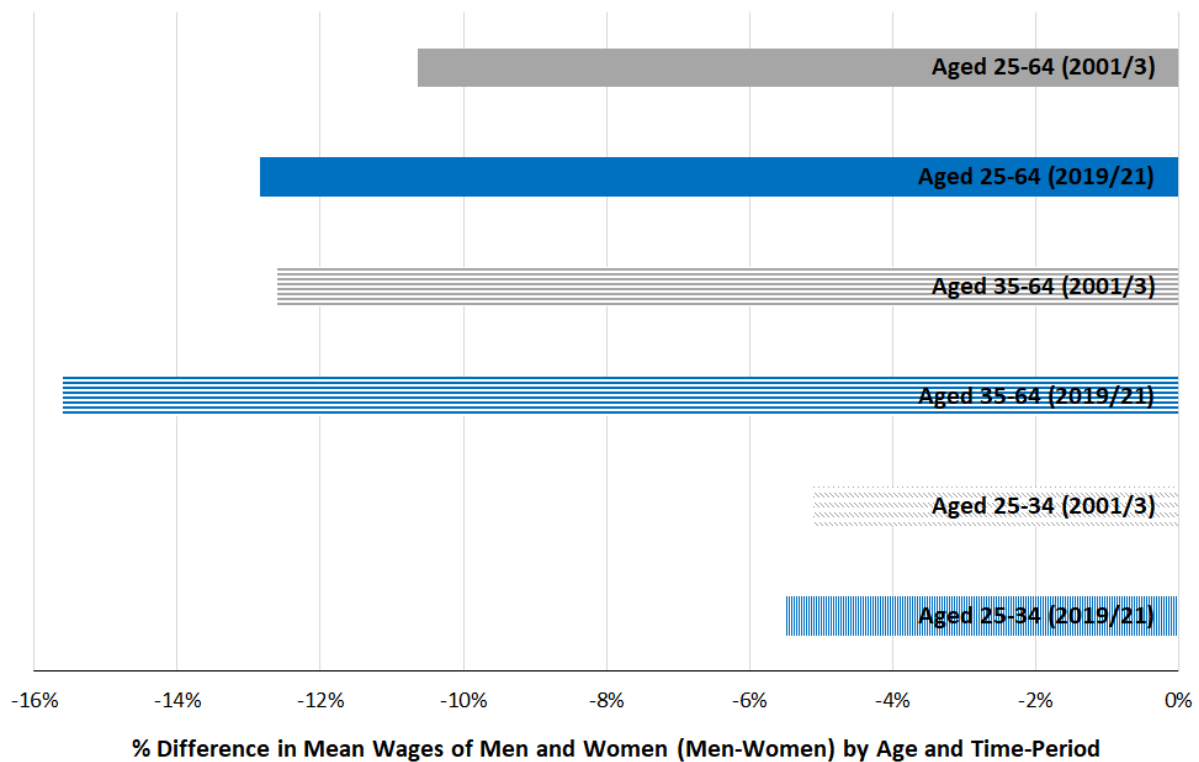 Aged 25-64 (2001/3)
Aged 25-64 (2019/21)
Aged 35-64 (2001/3)
Aged 35-64 (2019/21)
Aged 25-34 (2001/3)
Aged 25-34 (2019/21)
-16% -14% -12% -10% -8% -6% -4% -2% 0%
% Difference in Mean Wages of Men and Women (Men-Women) by Age and Time-Period